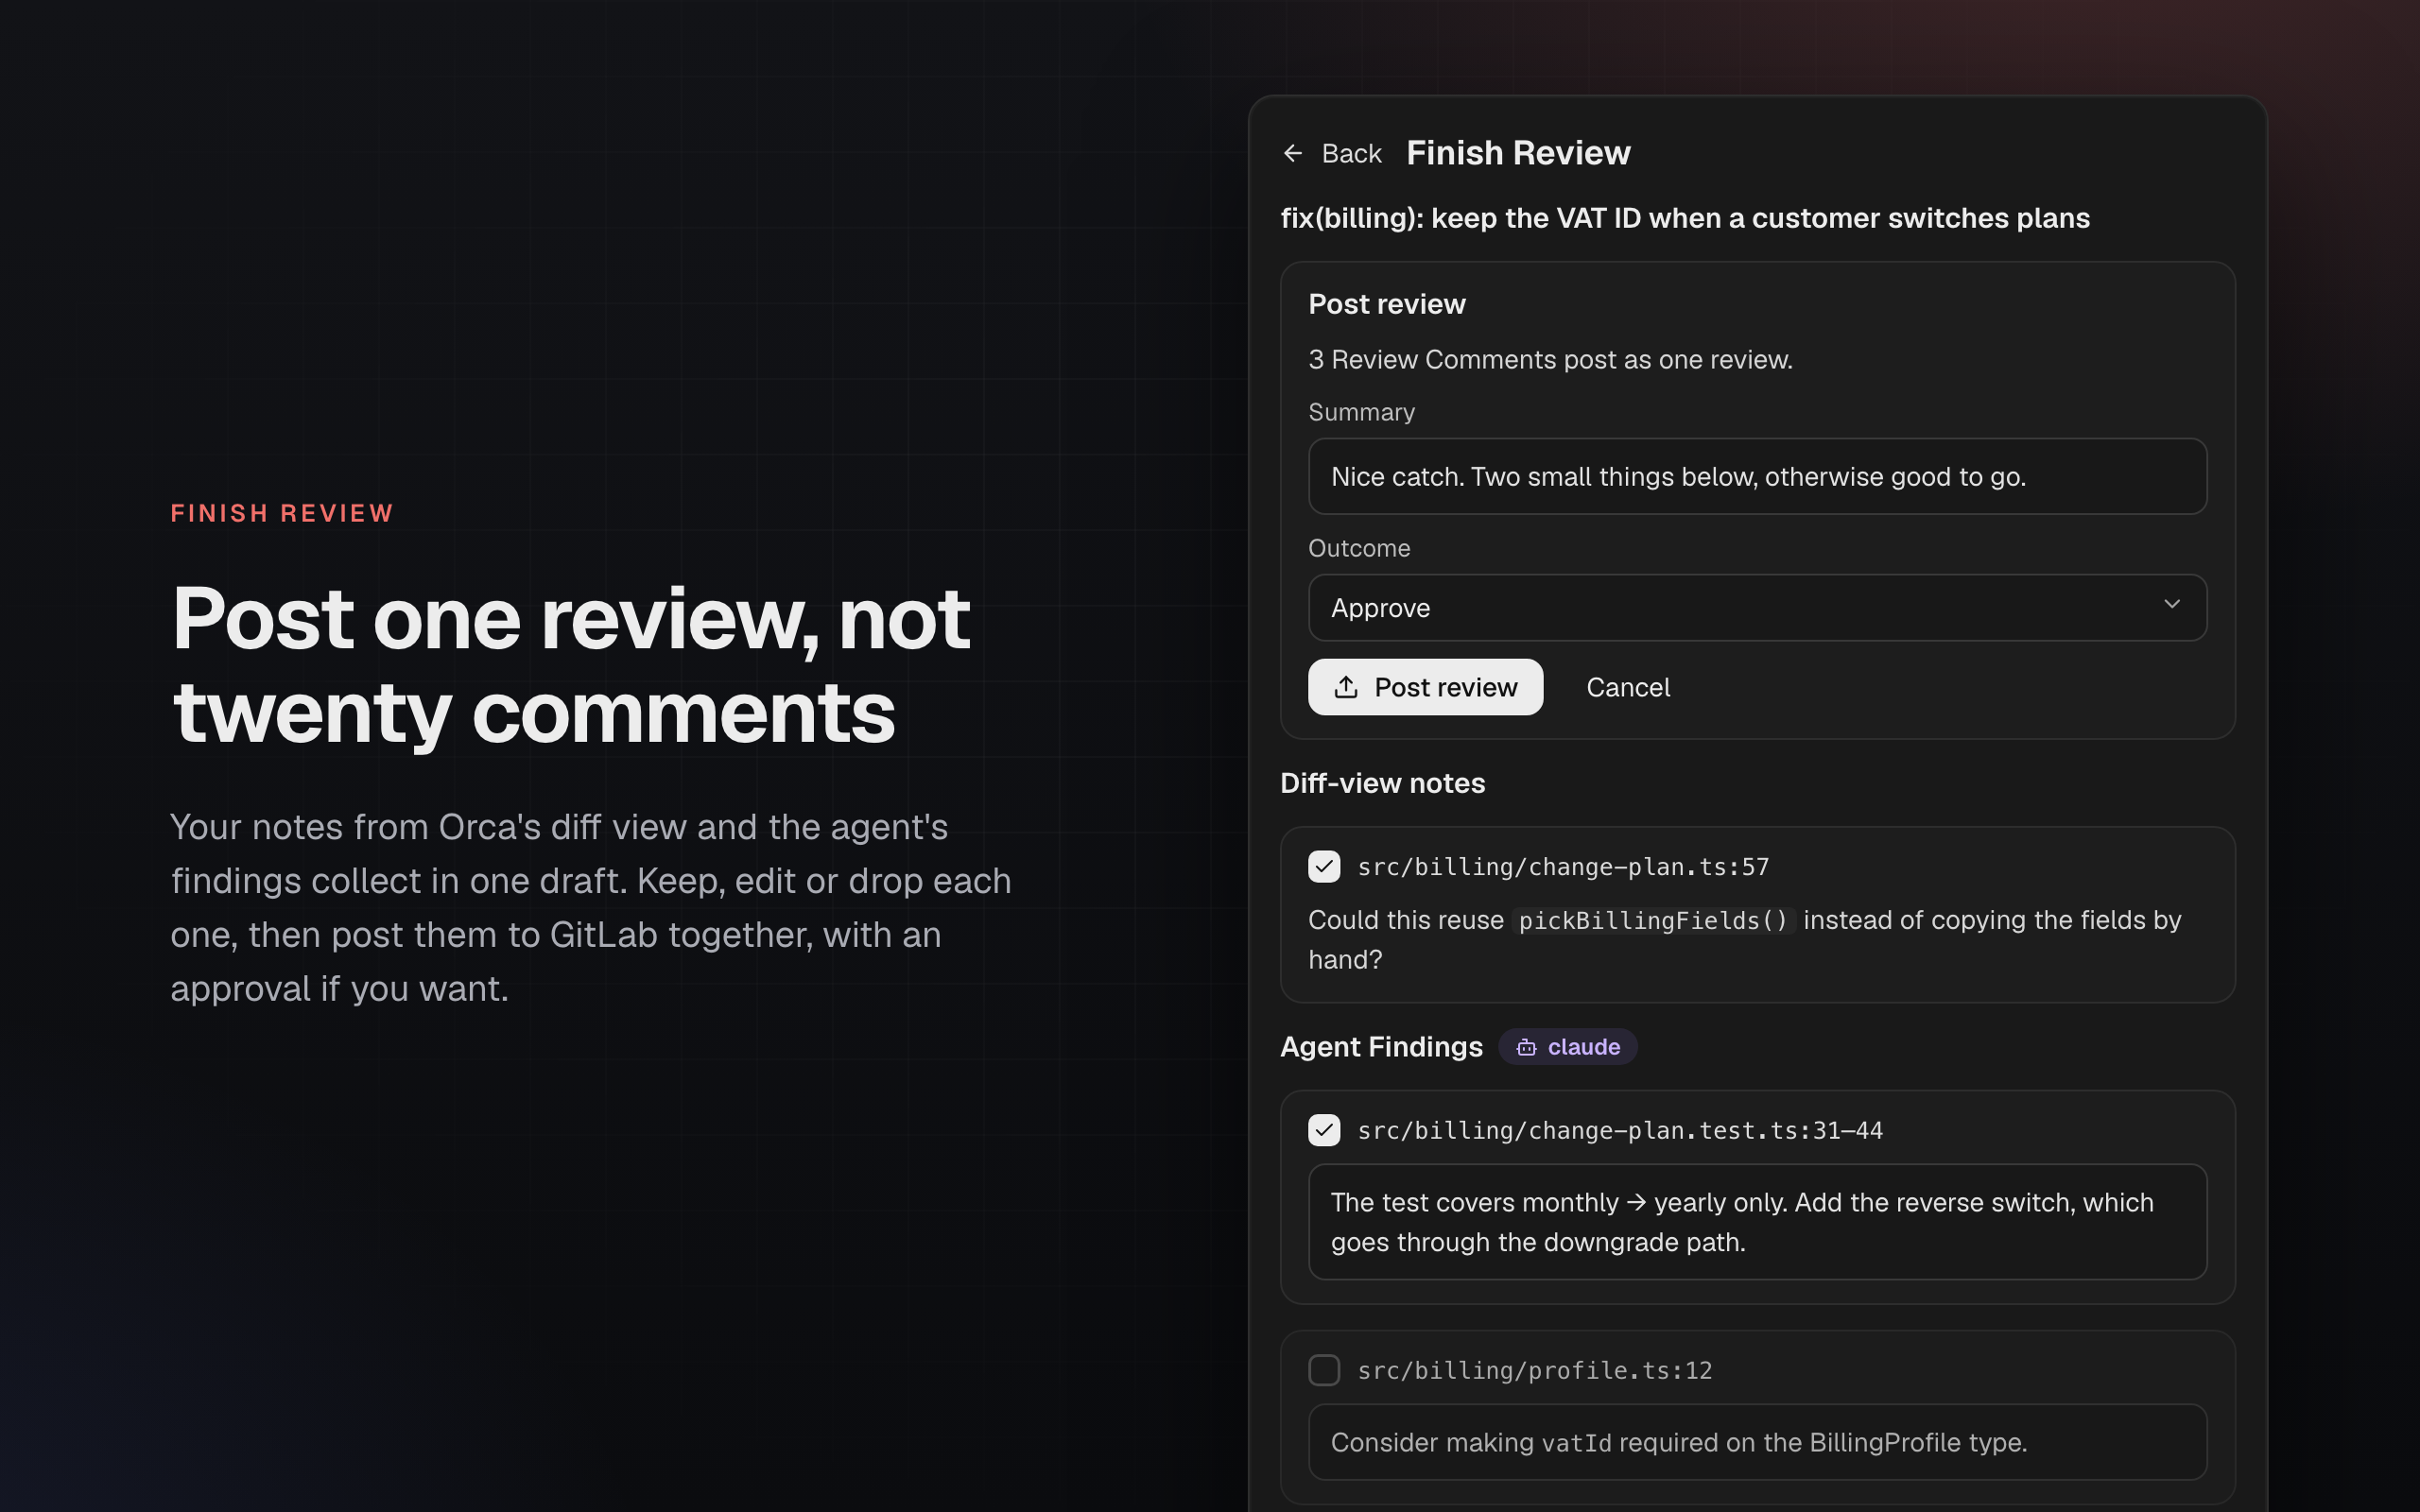 FINISH REVIEW
Post one review, not
twenty comments
Your notes from Orca's diff view and the agent's
findings collect in one draft. Keep, edit or drop each
one, then post them to GitLab together, with an
approval if you want.
Back Finish Review
fix(billing): keep the VAT ID when a customer switches plans
Post review
3 Review Comments post as one review.
Summary
Nice catch. Two small things below, otherwise good to go.
Outcome
Approve
Post review Cancel
Diff-view notes
src/billing/change-plan.ts:57
Could this reuse pickBillingFields() instead of copying the fields by
hand?
Agent Findings claude
src/billing/change-plan.test.ts:31–44
The test covers monthly → yearly only. Add the reverse switch, which
goes through the downgrade path.
src/billing/profile.ts:12
Consider making vatId required on the BillingProfile type.